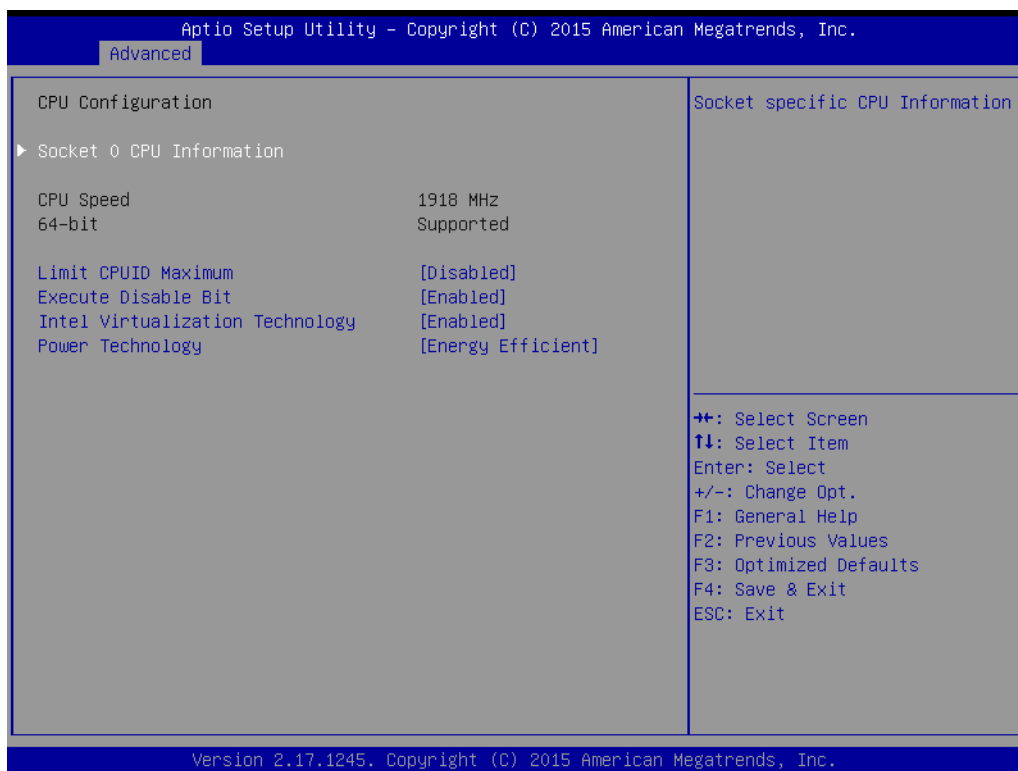 Aptio Setup Utility – Copyright (C) 2015 American Megatrends, Inc.
Advanced
CPU Configuration
Socket 0 CPU Information
CPU Speed 1918 MHz
64-bit Supported
Limit CPUID Maximum [Disabled]
Execute Disable Bit [Enabled]
Intel Virtualization Technology [Enabled]
Power Technology [Energy Efficient]
Socket specific CPU Information
→←: Select Screen
↑↓: Select Item
Enter: Select
+/-: Change Opt.
F1: General Help
F2: Previous Values
F3: Optimized Defaults
F4: Save & Exit
ESC: Exit
Version 2.17.1245. Copyright (C) 2015 American Megatrends, Inc.